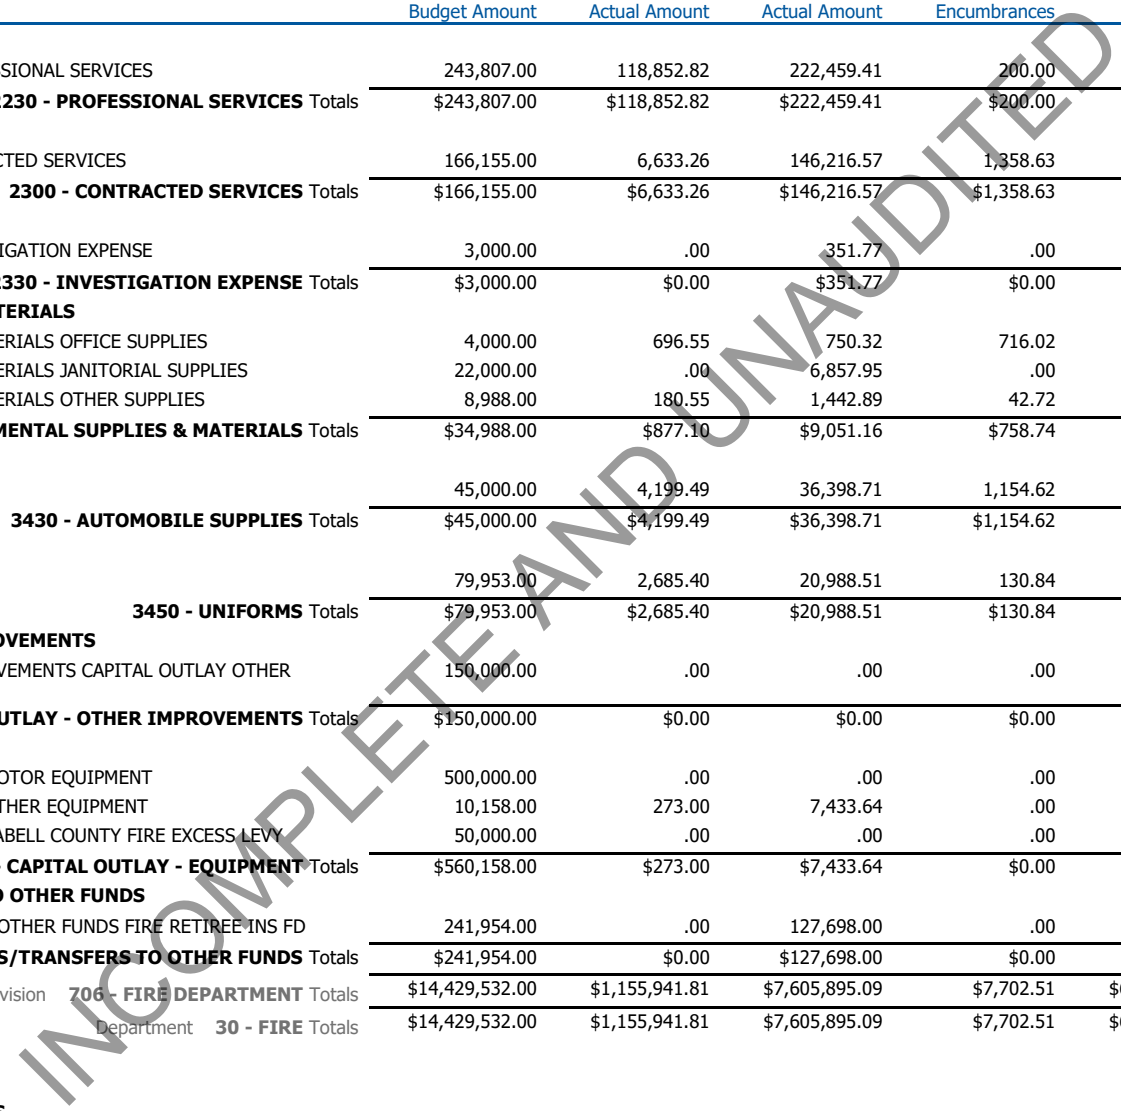 Budget Amount Actual Amount Actual Amount Encumbrances
SSIONAL SERVICES 243,807.00 118,852.82 222,459.41 200.00
2230 - PROFESSIONAL SERVICES Totals $243,807.00 $118,852.82 $222,459.41 $200.00
CTED SERVICES 166,155.00 6,633.26 146,216.57 1,358.63
2300 - CONTRACTED SERVICES Totals $166,155.00 $6,633.26 $146,216.57 $1,358.63
IGATION EXPENSE 3,000.00 .00 351.77 .00
2330 - INVESTIGATION EXPENSE Totals $3,000.00 $0.00 $351.77 $0.00
TERIALS
ERIALS OFFICE SUPPLIES 4,000.00 696.55 750.32 716.02
ERIALS JANITORIAL SUPPLIES 22,000.00 .00 6,857.95 .00
ERIALS OTHER SUPPLIES 8,988.00 180.55 1,442.89 42.72
MENTAL SUPPLIES & MATERIALS Totals $34,988.00 $877.10 $9,051.16 $758.74
45,000.00 4,199.49 36,398.71 1,154.62
3430 - AUTOMOBILE SUPPLIES Totals $45,000.00 $4,199.49 $36,398.71 $1,154.62
79,953.00 2,685.40 20,988.51 130.84
3450 - UNIFORMS Totals $79,953.00 $2,685.40 $20,988.51 $130.84
OVEMENTS
VEMENTS CAPITAL OUTLAY OTHER 150,000.00 .00 .00 .00
UTLAY - OTHER IMPROVEMENTS Totals $150,000.00 $0.00 $0.00 $0.00
OTOR EQUIPMENT 500,000.00 .00 .00 .00
THER EQUIPMENT 10,158.00 273.00 7,433.64 .00
ABELL COUNTY FIRE EXCESS LEVY 50,000.00 .00 .00 .00
- CAPITAL OUTLAY - EQUIPMENT Totals $560,158.00 $273.00 $7,433.64 $0.00
O OTHER FUNDS
OTHER FUNDS FIRE RETIREE INS FD 241,954.00 .00 127,698.00 .00
S/TRANSFERS TO OTHER FUNDS Totals $241,954.00 $0.00 $127,698.00 $0.00
vision 706 - FIRE DEPARTMENT Totals $14,429,532.00 $1,155,941.81 $7,605,895.09 $7,702.51
Department 30 - FIRE Totals $14,429,532.00 $1,155,941.81 $7,605,895.09 $7,702.51
INCOMPLETE AND UNAUDITED